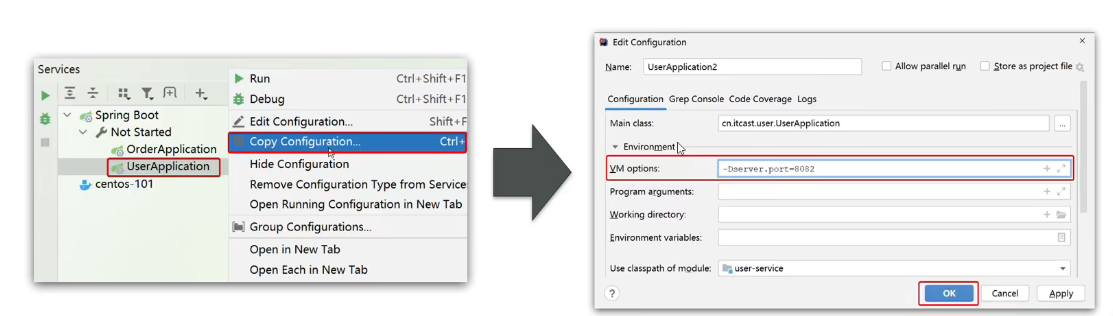 Services
Spring Boot
Not Started
OrderApplication
UserApplication
centos-101
Run Ctrl+Shift+F1
Debug Ctrl+Shift+F1
Edit Configuration... Shift+F
Copy Configuration... Ctrl+
Hide Configuration
Remove Configuration Type from Service
Open Running Configuration in New Tab
Group Configurations...
Open in New Tab
Open Each in New Tab
Edit Configuration
Name: UserApplication2 Allow parallel run Store as project file
Configuration Grep Console Code Coverage Logs
Main class: cn.itcast.user.UserApplication ...
Environment
VM options: -Dserver.port=8082
Program arguments:
Working directory:
Environment variables:
Use classpath of module: user-service
? OK Cancel Apply